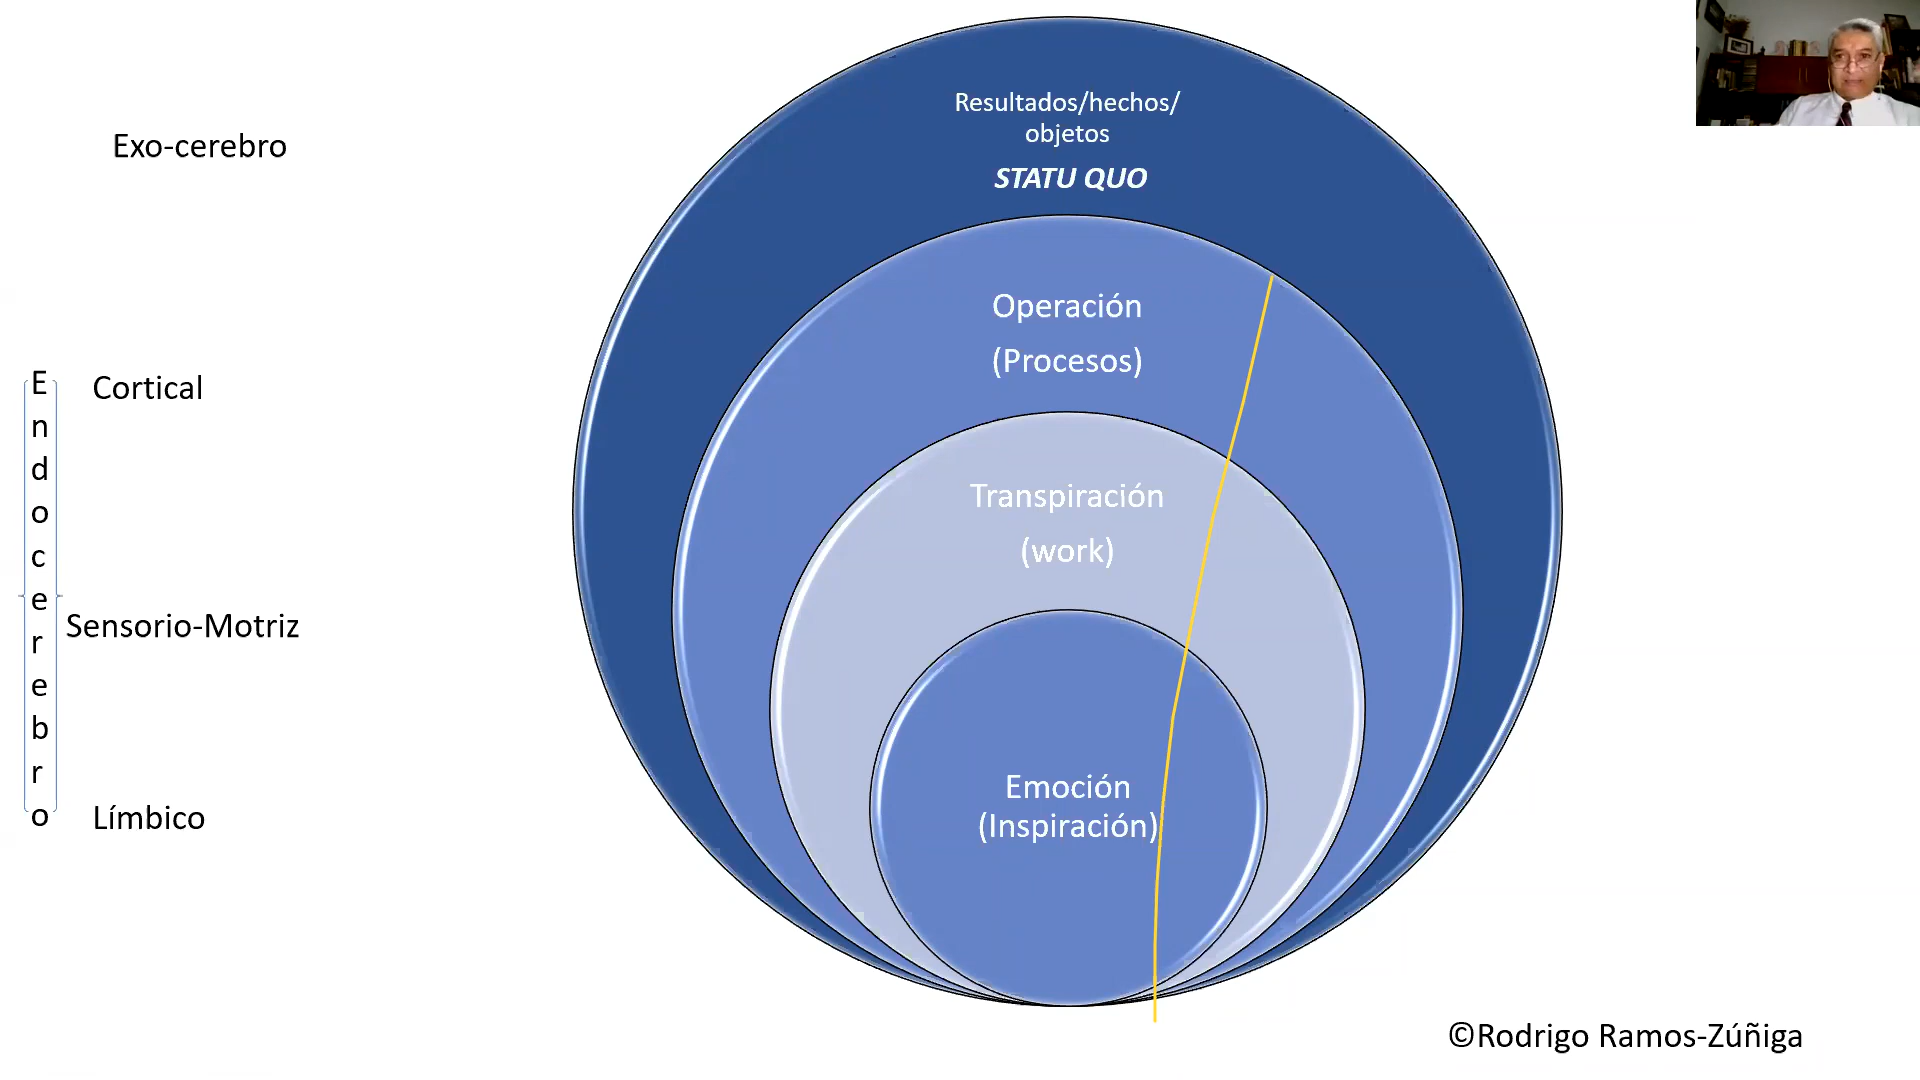 Exo-cerebro
Endocerebro
Cortical
Sensorio-Motriz
Límbico
Resultados/hechos/
objetos
STATU QUO
Operación
(Procesos)
Transpiración
(work)
Emoción
(Inspiración)
©Rodrigo Ramos-Zúñiga